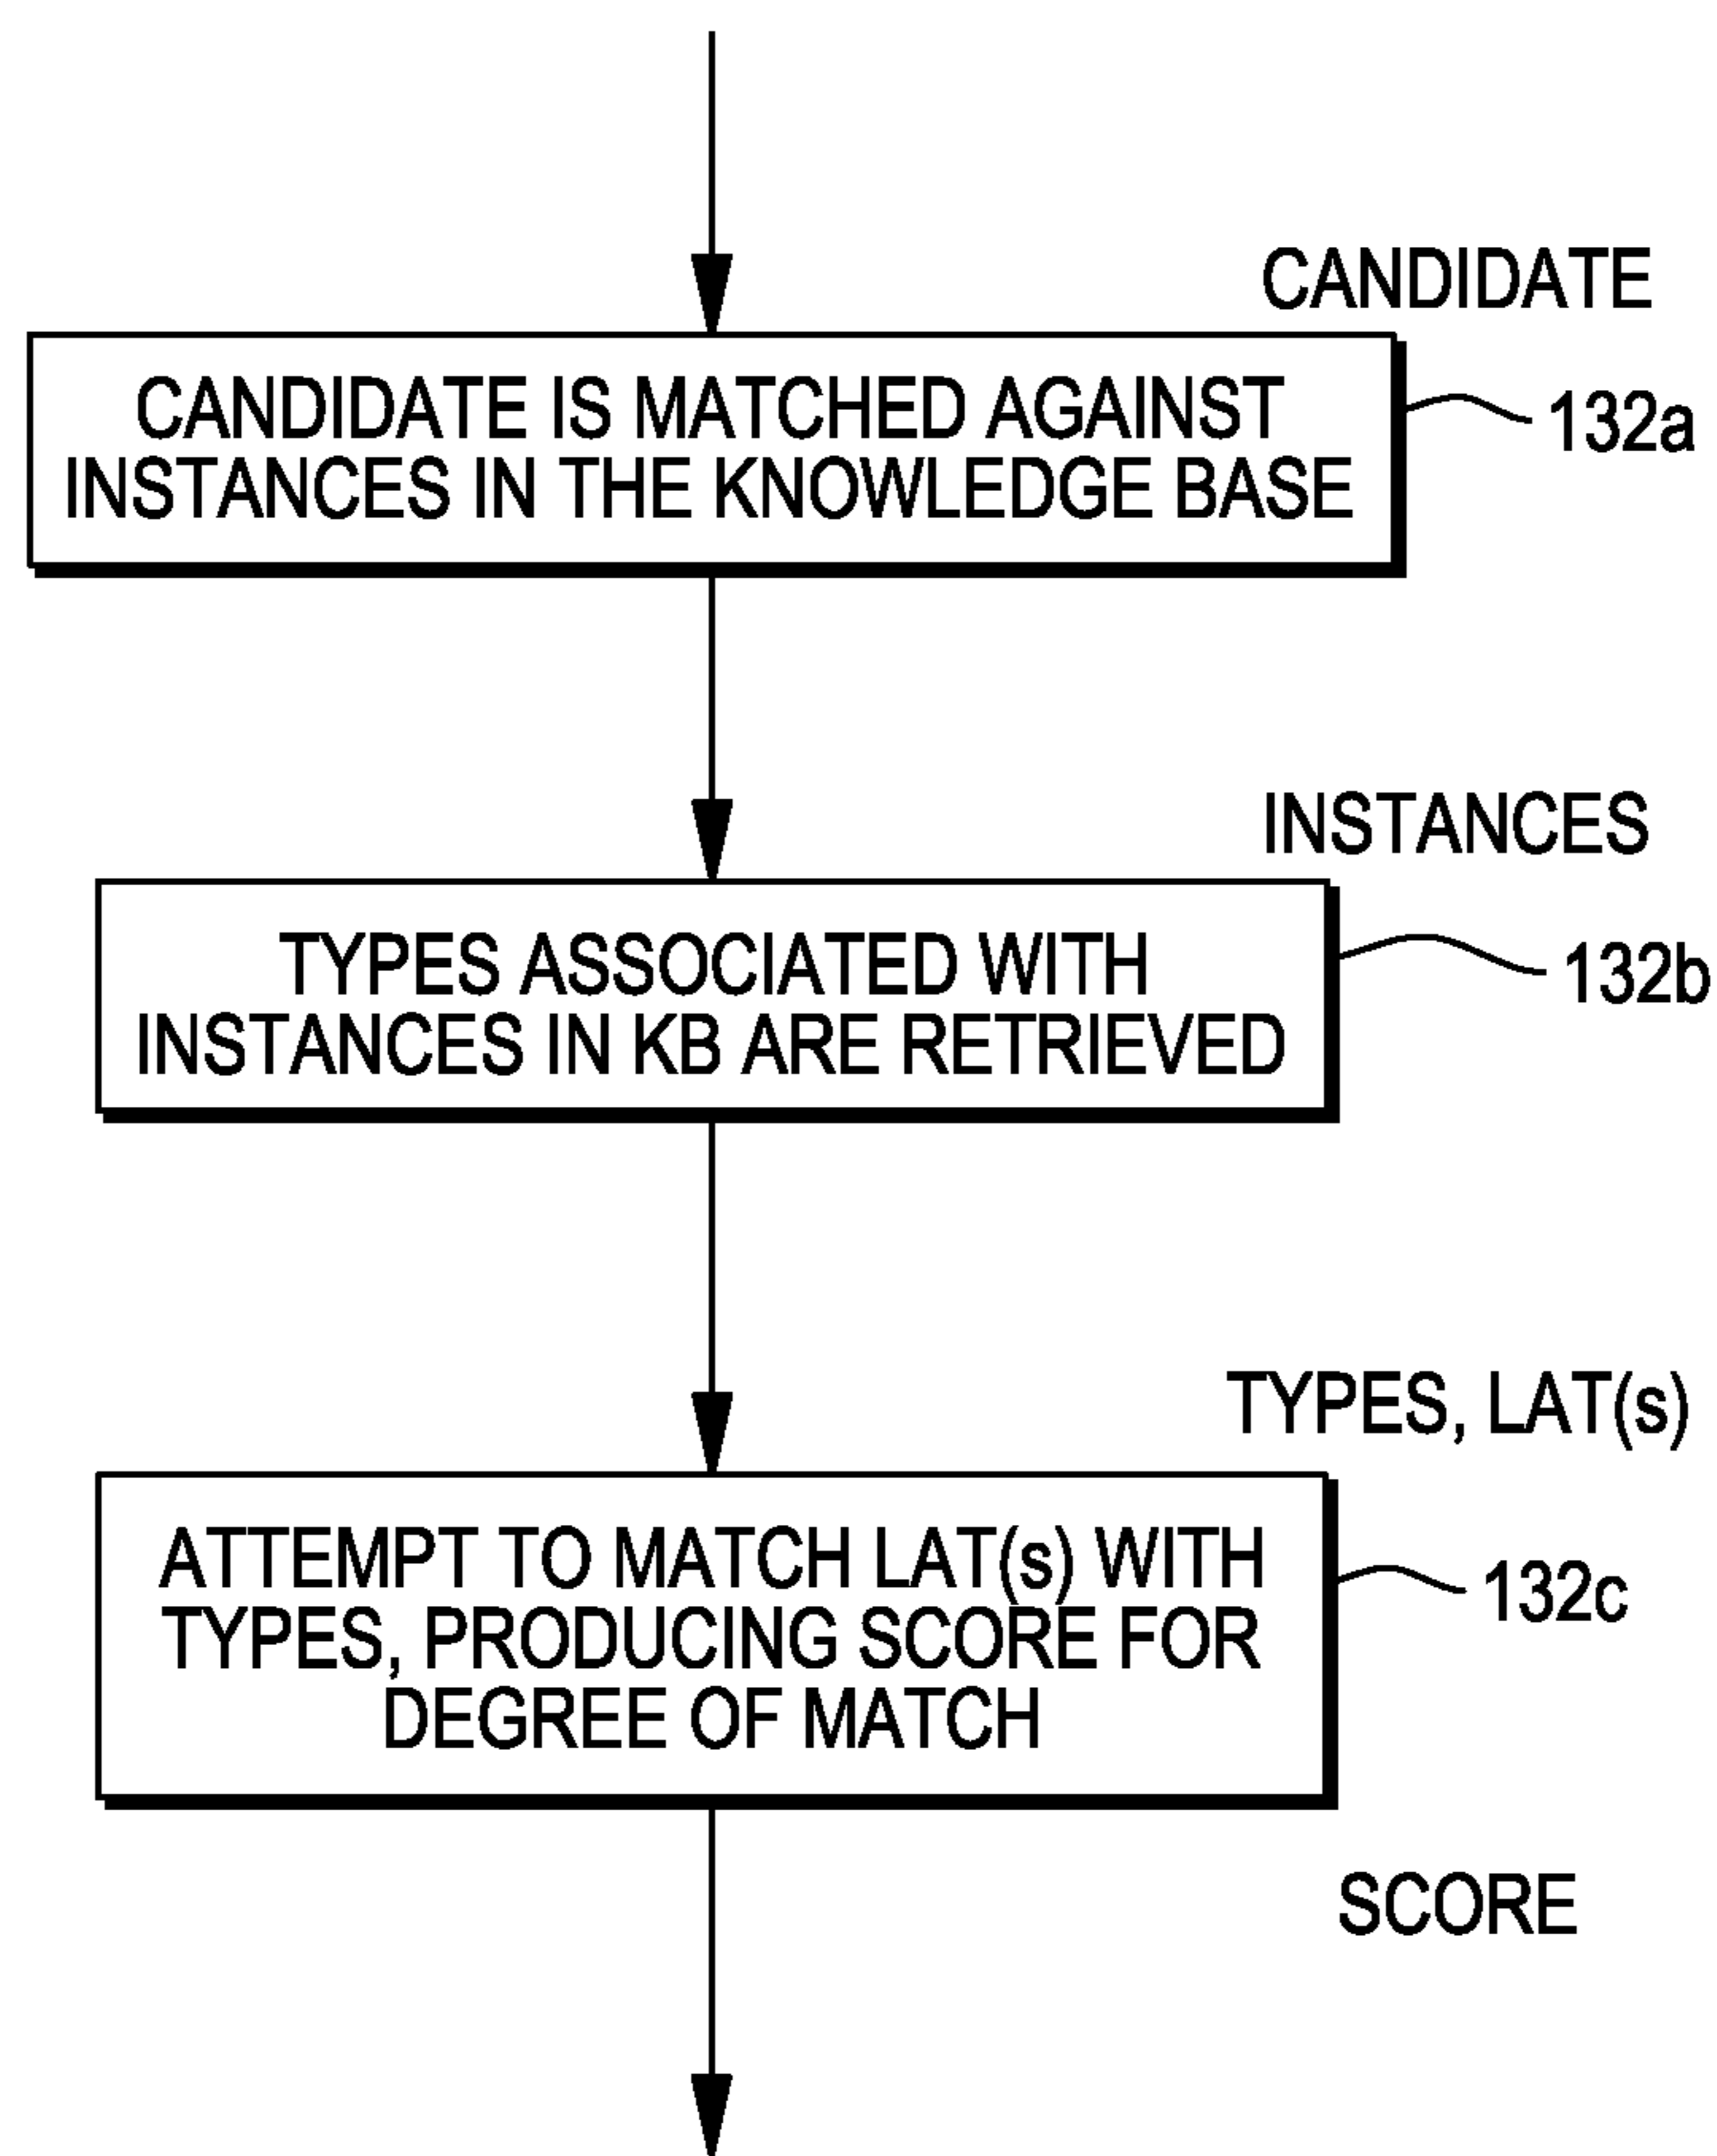 CANDIDATE
CANDIDATE IS MATCHED AGAINST
INSTANCES IN THE KNOWLEDGE BASE
132a
INSTANCES
TYPES ASSOCIATED WITH
INSTANCES IN KB ARE RETRIEVED
132b
TYPES, LAT(s)
ATTEMPT TO MATCH LAT(s) WITH
TYPES, PRODUCING SCORE FOR
DEGREE OF MATCH
132c
SCORE